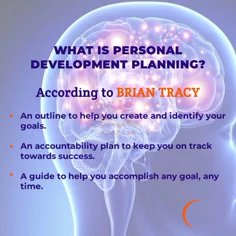 WHAT IS PERSONAL
DEVELOPMENT PLANNING?
According to BRIAN TRACY
• An outline to help you create and identify your
goals.
• An accountability plan to keep you on track
towards success.
• A guide to help you accomplish any goal, any
time.